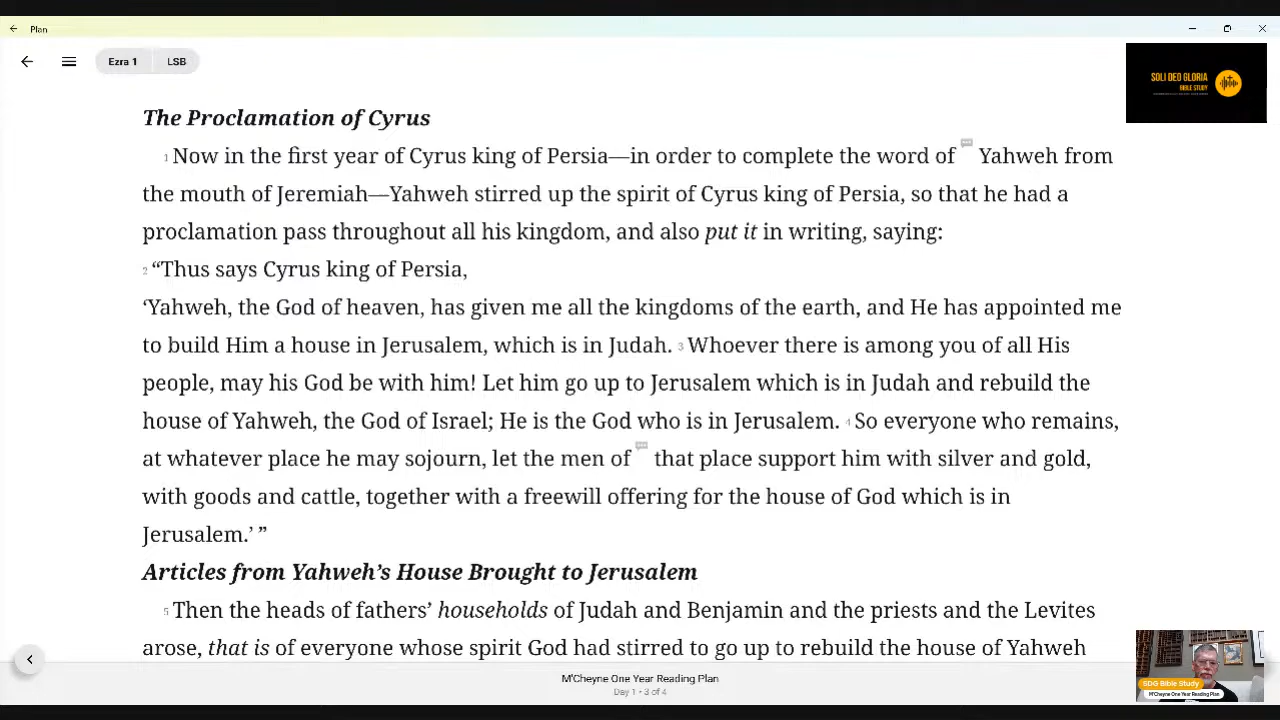 Plan
Ezra 1 LSB
SOLI DEO GLORIA
BIBLE STUDY
The Proclamation of Cyrus
1 Now in the first year of Cyrus king of Persia—in order to complete the word of Yahweh from
the mouth of Jeremiah—Yahweh stirred up the spirit of Cyrus king of Persia, so that he had a
proclamation pass throughout all his kingdom, and also put it in writing, saying:
2 “Thus says Cyrus king of Persia,
‘Yahweh, the God of heaven, has given me all the kingdoms of the earth, and He has appointed me
to build Him a house in Jerusalem, which is in Judah. 3 Whoever there is among you of all His
people, may his God be with him! Let him go up to Jerusalem which is in Judah and rebuild the
house of Yahweh, the God of Israel; He is the God who is in Jerusalem. 4 So everyone who remains,
at whatever place he may sojourn, let the men of that place support him with silver and gold,
with goods and cattle, together with a freewill offering for the house of God which is in
Jerusalem.’ ”
Articles from Yahweh’s House Brought to Jerusalem
5 Then the heads of fathers’ households of Judah and Benjamin and the priests and the Levites
arose, that is of everyone whose spirit God had stirred to go up to rebuild the house of Yahweh
M'Cheyne One Year Reading Plan
Day 1 • 3 of 4
SDG Bible Study
M'Cheyne One Year Reading Plan